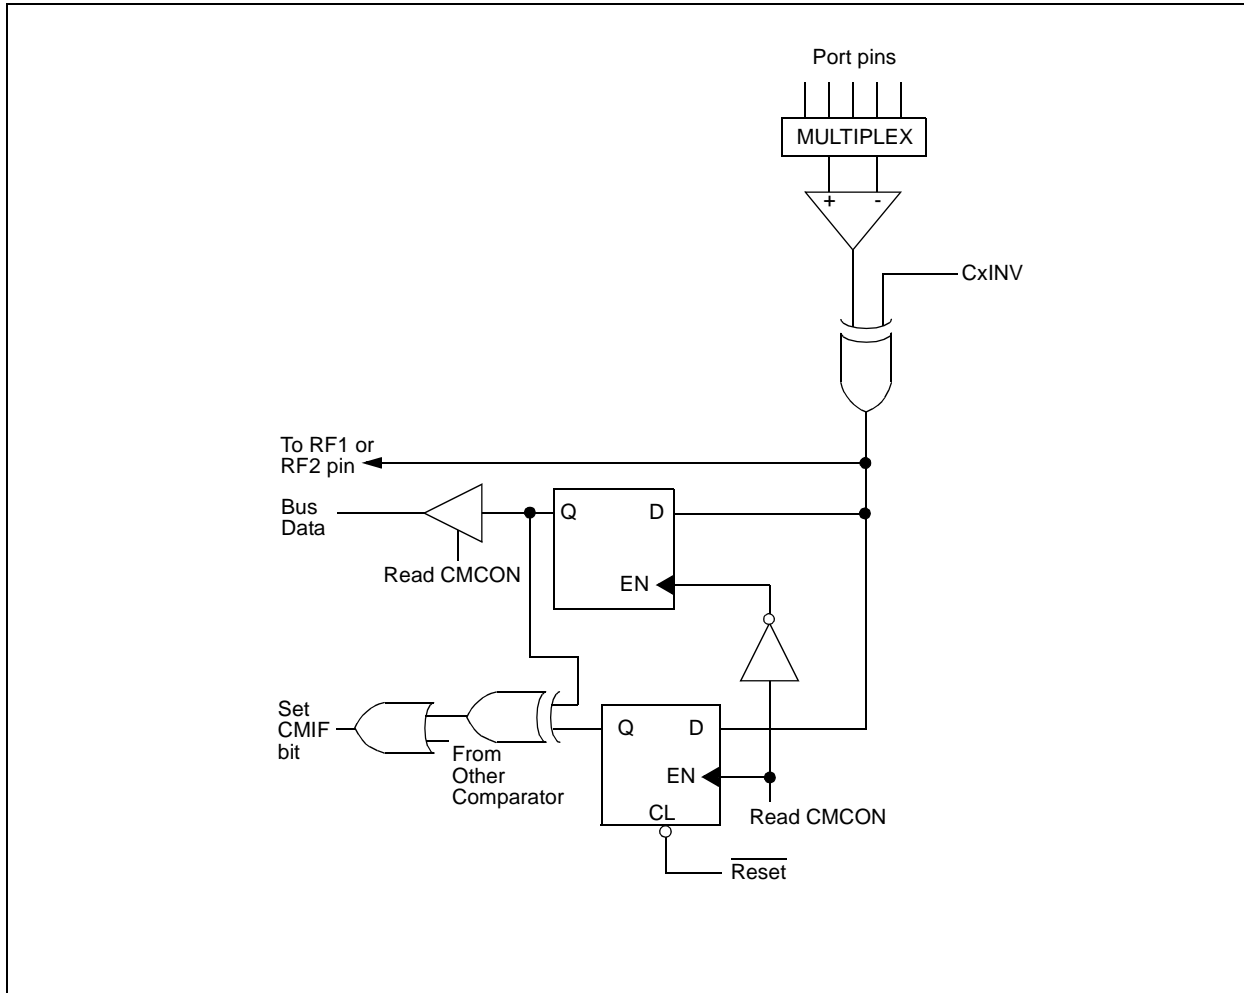 Port pins
MULTIPLEX
+ -
CxINV
To RF1 or
RF2 pin
Bus
Data
Q D
EN
Read CMCON
Set
CMIF
bit
From
Other
Comparator
Q D
EN
CL
Read CMCON
Reset